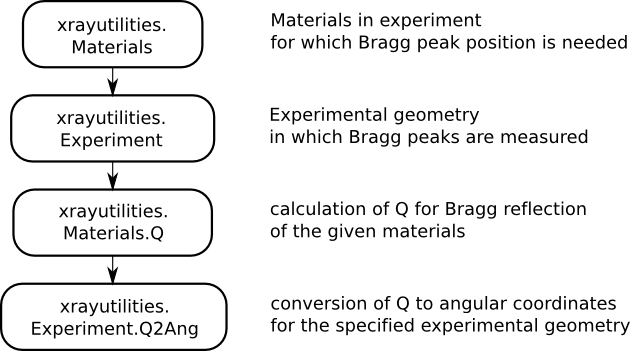 xrayutilities.
Materials
Materials in experiment
for which Bragg peak position is needed
xrayutilities.
Experiment
Experimental geometry
in which Bragg peaks are measured
xrayutilities.
Materials.Q
calculation of Q for Bragg reflection
of the given materials
xrayutilities.
Experiment.Q2Ang
conversion of Q to angular coordinates
for the specified experimental geometry